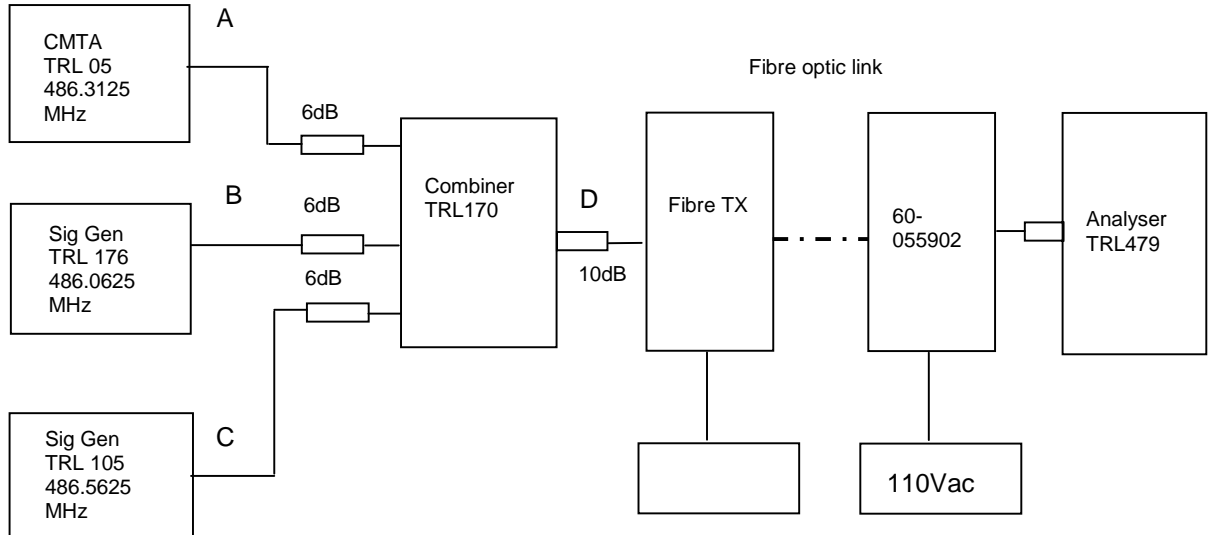 A
CMTA
TRL 05
486.3125
MHz
Fibre optic link
6dB
Combiner
TRL170
D
Fibre TX
60-
055902
Analyser
TRL479
B
6dB
Sig Gen
TRL 176
486.0625
MHz
6dB
10dB
C
Sig Gen
TRL 105
486.5625
MHz
110Vac